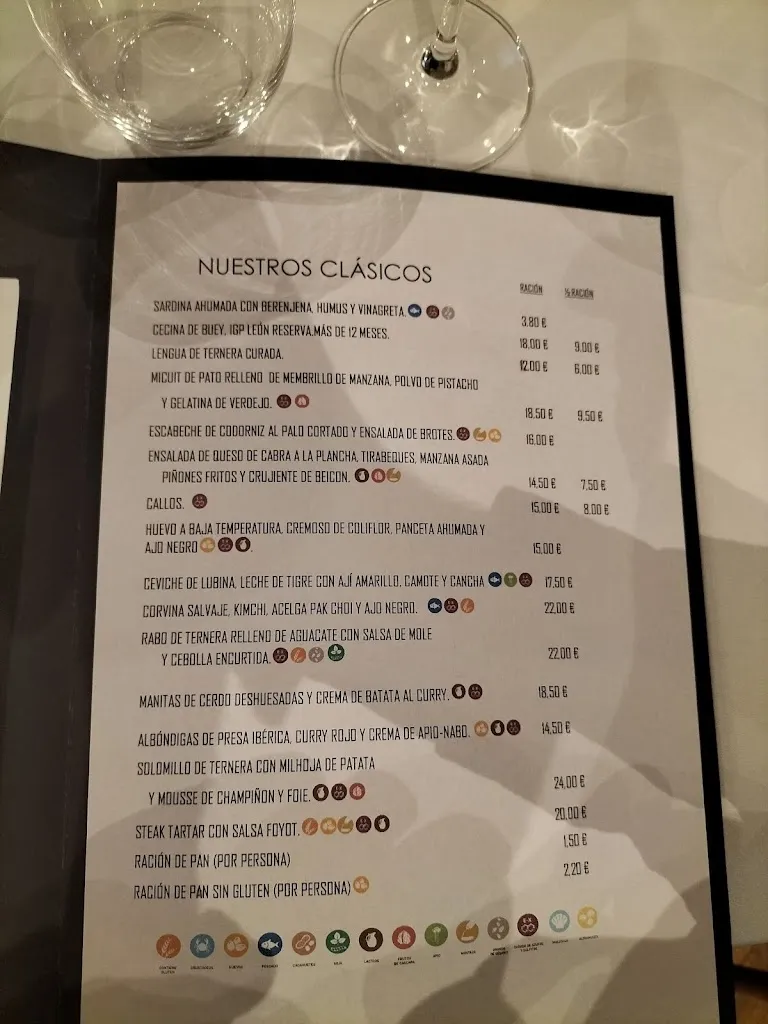 NUESTROS CLÁSICOS
RACIÓN ½ RACIÓN
SARDINA AHUMADA CON BERENJENA, HUMUS Y VINAGRETA. 3,80 €
CECINA DE BUEY, IGP LEÓN RESERVA.MÁS DE 12 MESES. 18,00 € 9,00 €
LENGUA DE TERNERA CURADA. 12,00 € 6,00 €
MICUIT DE PATO RELLENO DE MEMBRILLO DE MANZANA, POLVO DE PISTACHO
Y GELATINA DE VERDEJO. 18,50 € 9,50 €
ESCABECHE DE CODORNIZ AL PALO CORTADO Y ENSALADA DE BROTES. 16,00 €
ENSALADA DE QUESO DE CABRA A LA PLANCHA, TIRABEQUES, MANZANA ASADA
PIÑONES FRITOS Y CRUJIENTE DE BEICON. 14,50 € 7,50 €
CALLOS. 15,00 € 8,00 €
HUEVO A BAJA TEMPERATURA, CREMOSO DE COLIFLOR, PANCETA AHUMADA Y
AJO NEGRO. 15,00 €
CEVICHE DE LUBINA, LECHE DE TIGRE CON AJÍ AMARILLO, CAMOTE Y CANCHA 17,50 €
CORVINA SALVAJE, KIMCHI, ACELGA PAK CHOI Y AJO NEGRO. 22,00 €
RABO DE TERNERA RELLENO DE AGUACATE CON SALSA DE MOLE
Y CEBOLLA ENCURTIDA. 22,00 €
MANITAS DE CERDO DESHUESADAS Y CREMA DE BATATA AL CURRY. 18,50 €
ALBÓNDIGAS DE PRESA IBÉRICA, CURRY ROJO Y CREMA DE APIO-NABO. 14,50 €
SOLOMILLO DE TERNERA CON MILHOJA DE PATATA
Y MOUSSE DE CHAMPIÑON Y FOIE. 24,00 €
STEAK TARTAR CON SALSA FOYOT. 20,00 €
RACIÓN DE PAN (POR PERSONA) 1,50 €
RACIÓN DE PAN SIN GLUTEN (POR PERSONA) 2,20 €